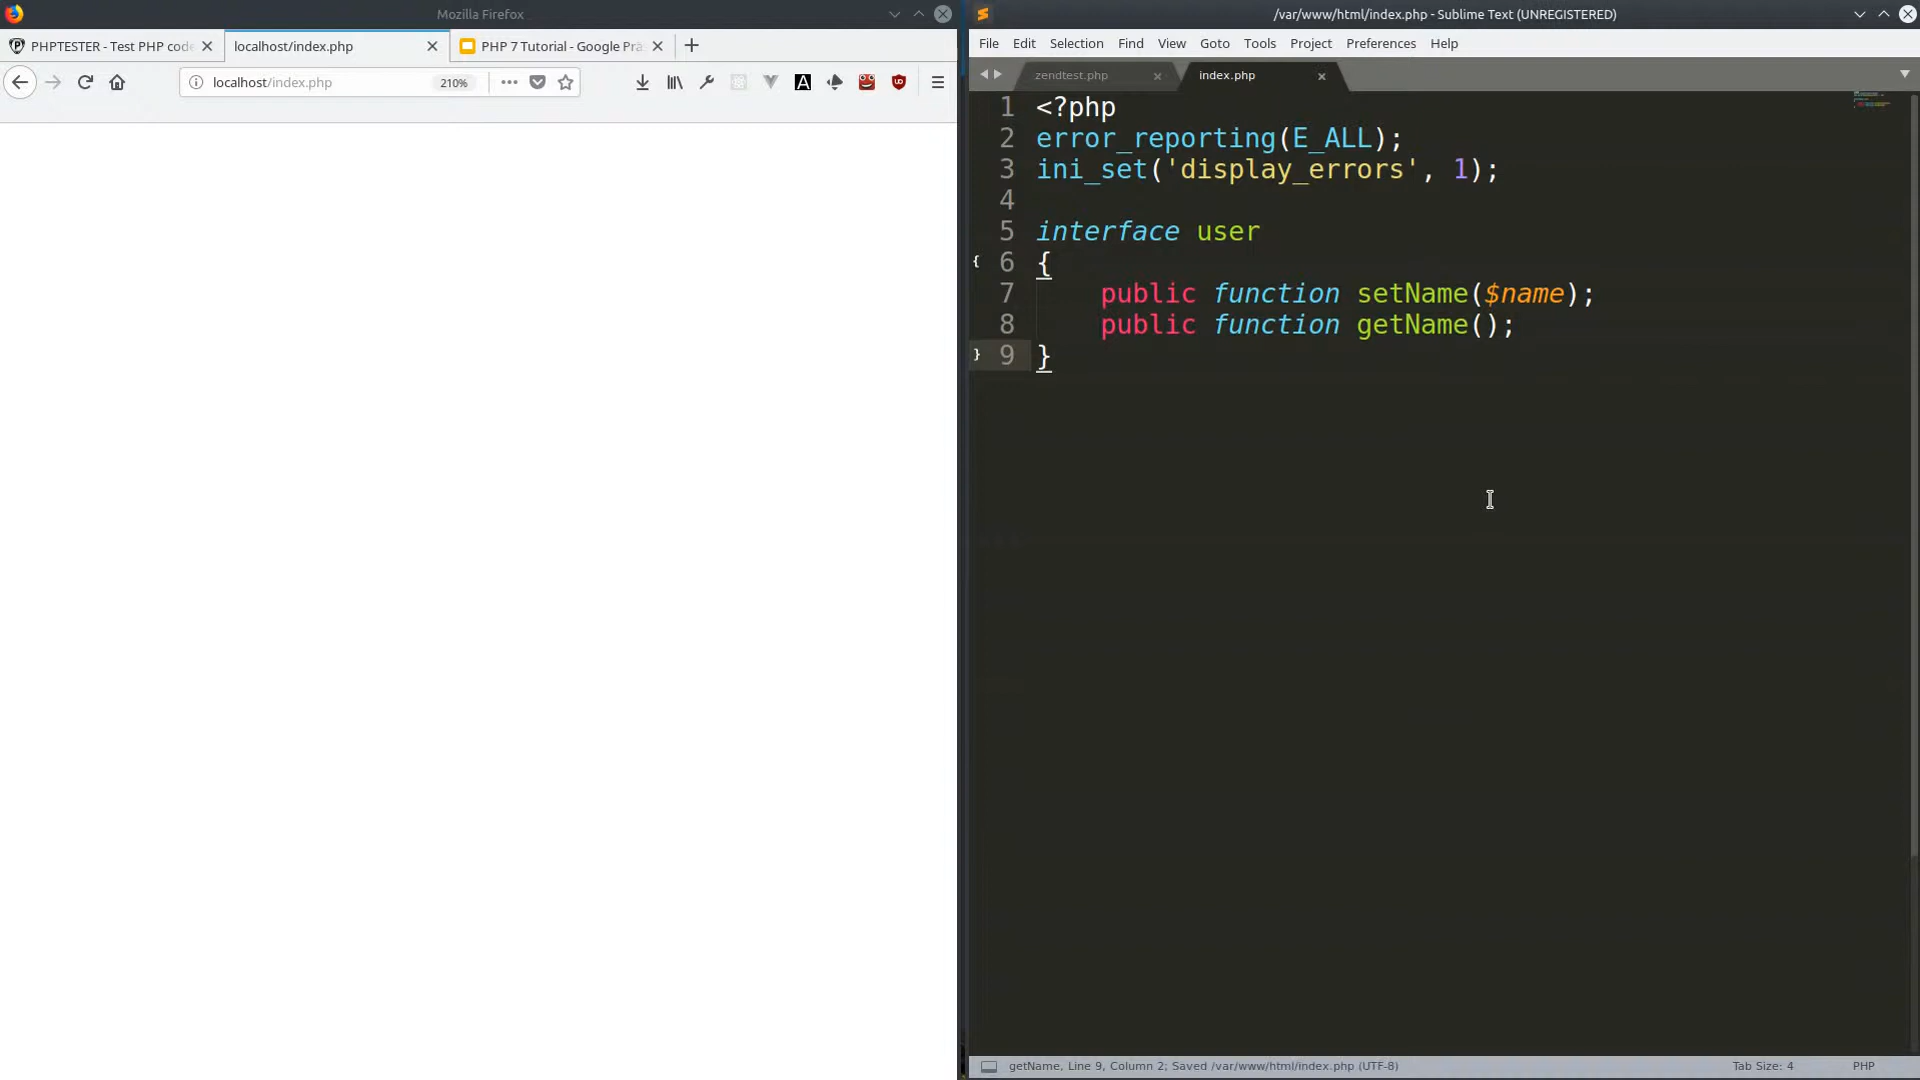 Mozilla Firefox
PHPTESTER - Test PHP code
localhost/index.php
PHP 7 Tutorial - Google Prä
localhost/index.php
210%
/var/www/html/index.php - Sublime Text (UNREGISTERED)
File Edit Selection Find View Goto Tools Project Preferences Help
zendtest.php
index.php
1 <?php
2 error_reporting(E_ALL);
3 ini_set('display_errors', 1);
4
5 interface user
6 {
7 public function setName($name);
8 public function getName();
9 }
getName, Line 9, Column 2; Saved /var/www/html/index.php (UTF-8)
Tab Size: 4
PHP